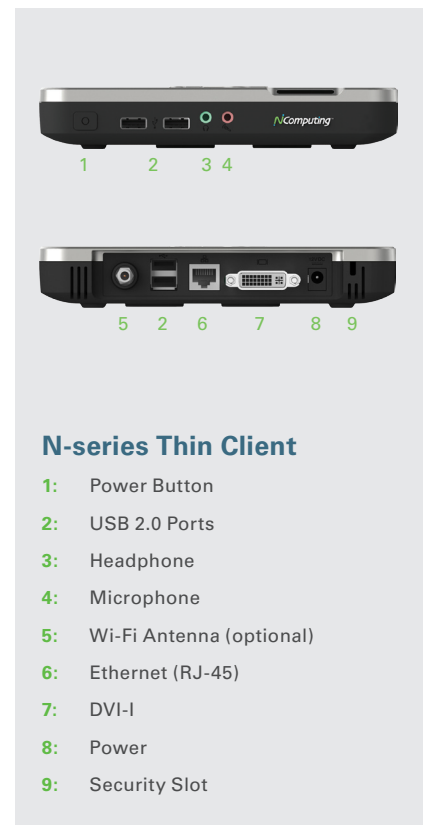 NComputing
1 2 3 4
5 2 6 7 8 9
N-series Thin Client
1: Power Button
2: USB 2.0 Ports
3: Headphone
4: Microphone
5: Wi-Fi Antenna (optional)
6: Ethernet (RJ-45)
7: DVI-I
8: Power
9: Security Slot